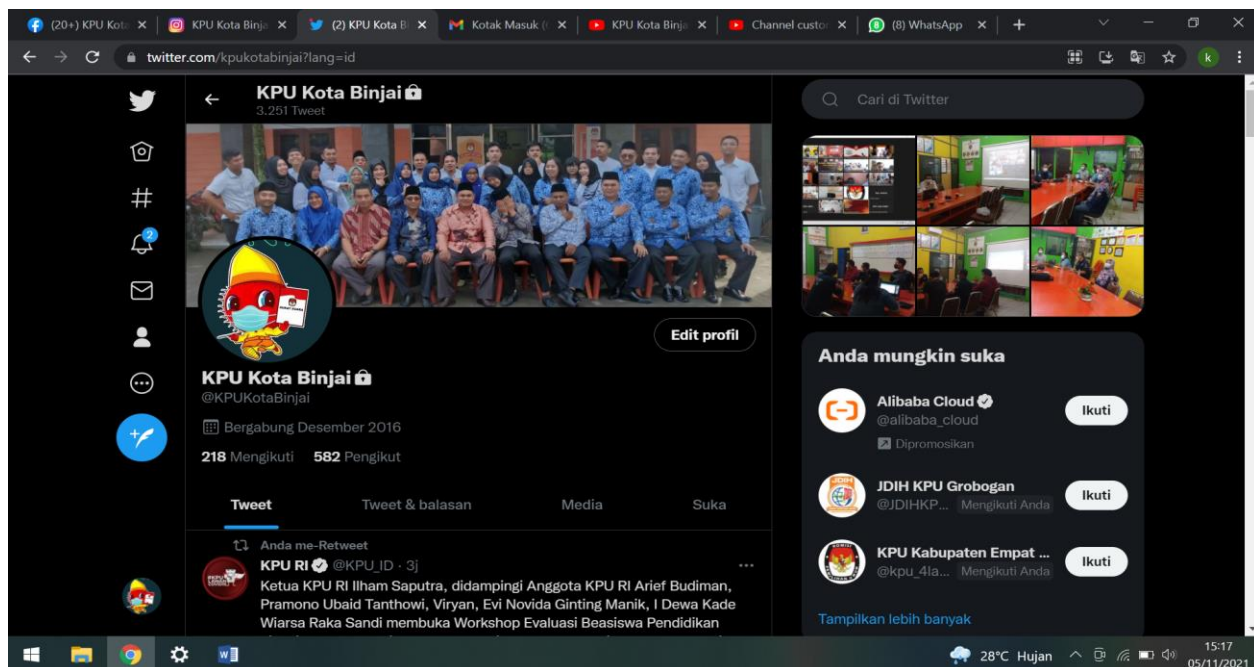 (20+) KPU Kota
KPU Kota Binja
(2) KPU Kota B
Kotak Masuk (
KPU Kota Binja
Channel custo
(8) WhatsApp
twitter.com/kpukotabinjai?lang=id
k
KPU Kota Binjai
3.251 Tweet
Cari di Twitter
2
SURAT SUARA
Edit profil
KPU Kota Binjai
@KPUKotaBinjai
Bergabung Desember 2016
218 Mengikuti 582 Pengikut
Tweet
Tweet & balasan
Media
Suka
Anda me-Retweet
KPU RI @KPU_ID · 3j
Ketua KPU RI Ilham Saputra, didampingi Anggota KPU RI Arief Budiman,
Pramono Ubaid Tanthowi, Viryan, Evi Novida Ginting Manik, I Dewa Kade
Wiarsa Raka Sandi membuka Workshop Evaluasi Beasiswa Pendidikan
Anda mungkin suka
Alibaba Cloud
@alibaba_cloud
Dipromosikan
Ikuti
JDIH KPU Grobogan
@JDIHKP... Mengikuti Anda
Ikuti
KPU Kabupaten Empat ...
@kpu_4la... Mengikuti Anda
Ikuti
Tampilkan lebih banyak
28°C Hujan
15:17
05/11/2021